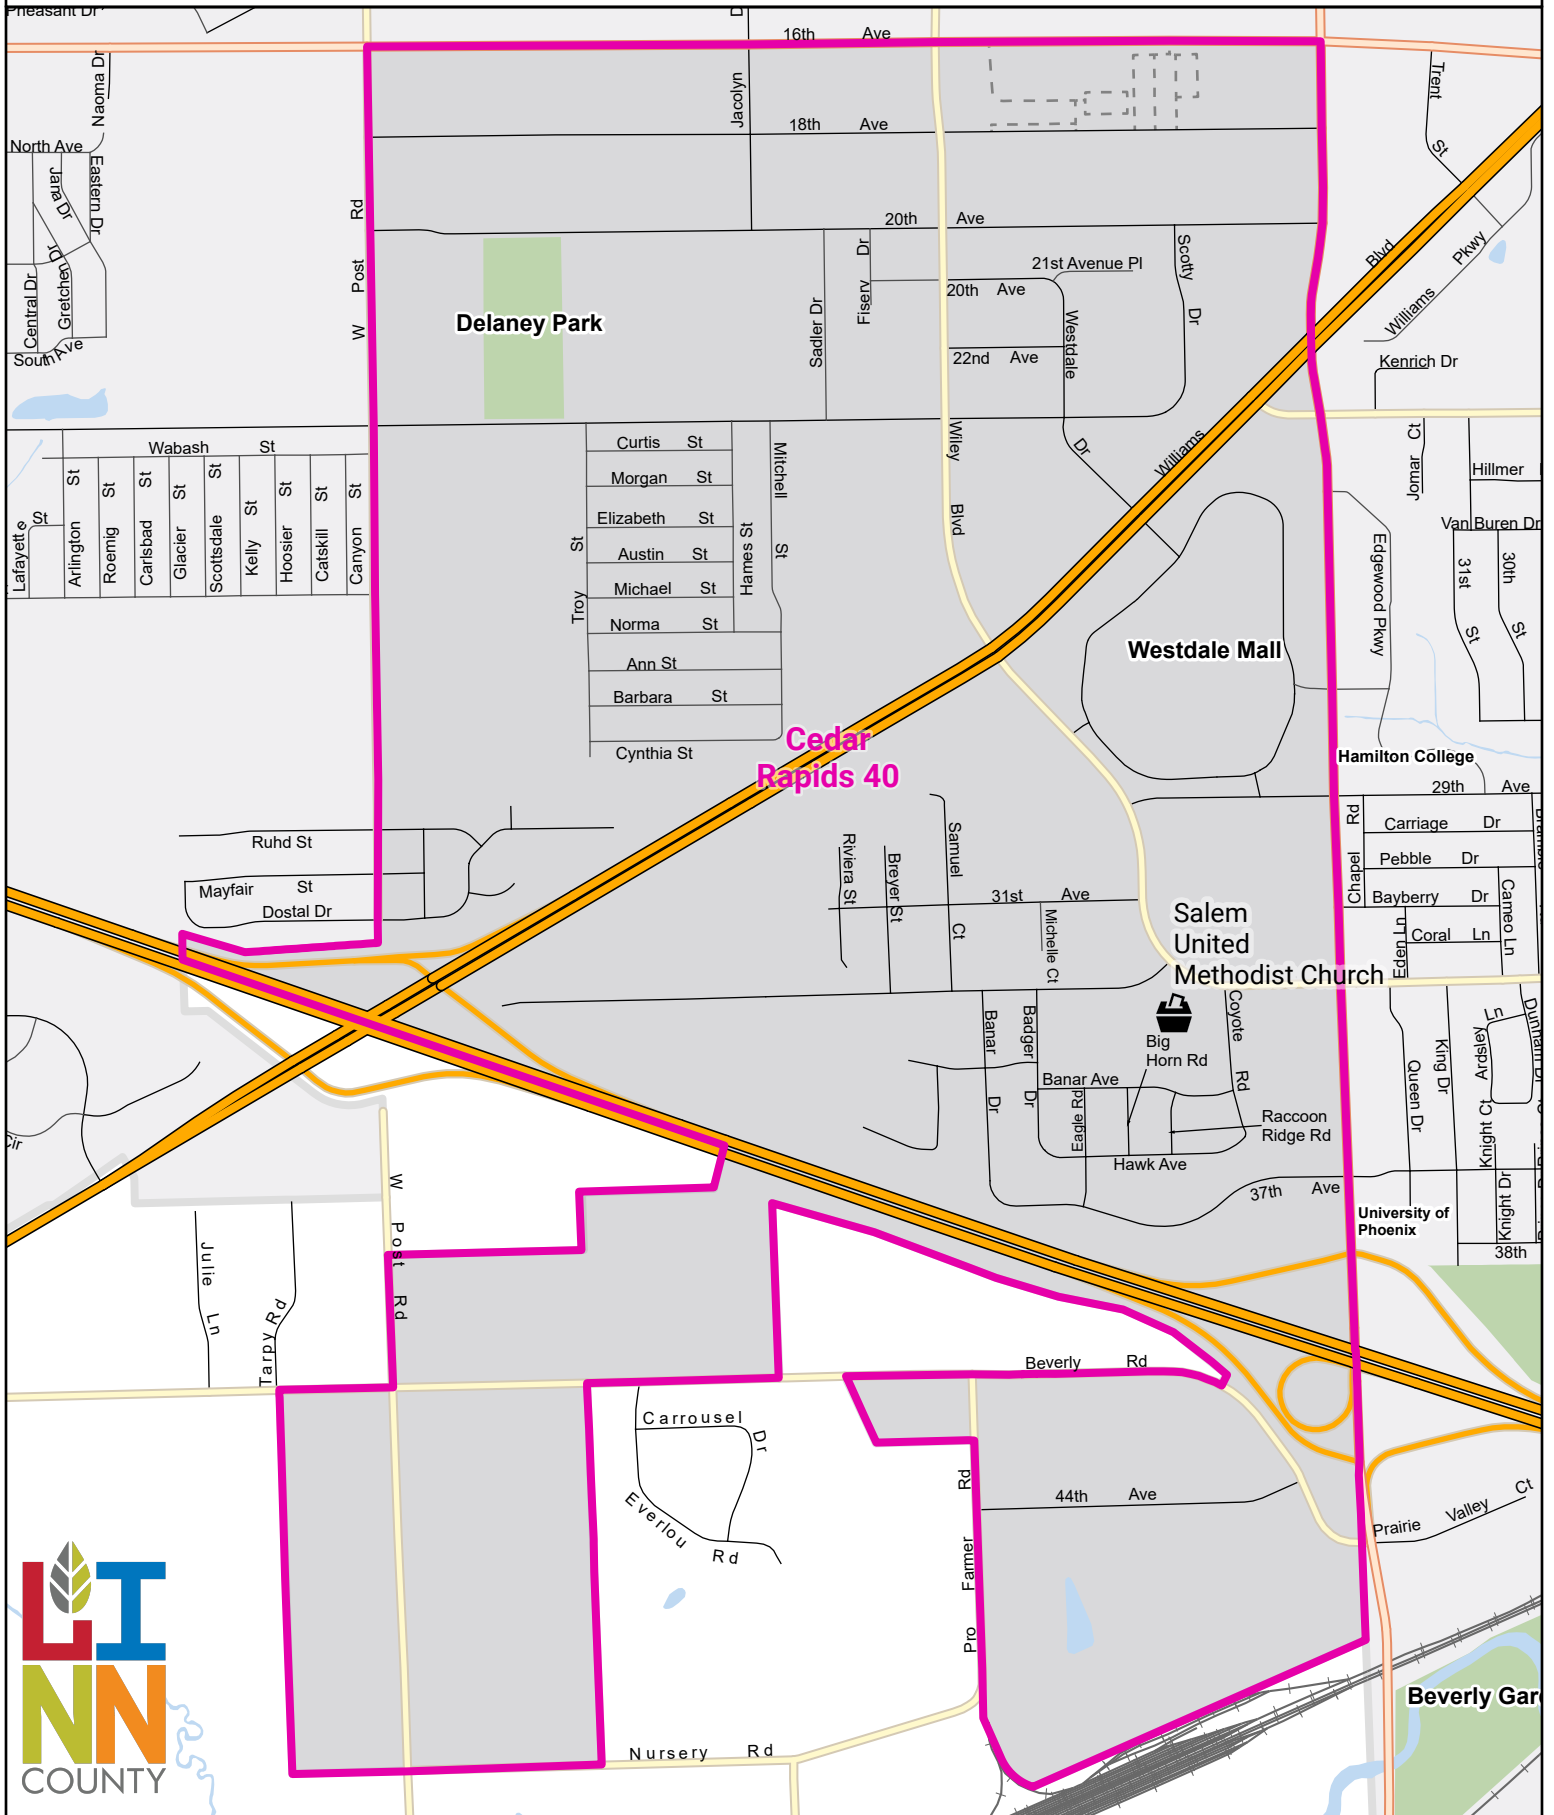 Pheasant Dr
16th Ave
Naoma Dr
Jacolyn
Trent
St
18th Ave
North Ave
Eastern Dr
Jana Dr
Rd
Post
W
20th Ave
Fiserv Dr
Scotty
Dr
21st Avenue Pl
Blvd
Pkwy
Williams
Gretchen Dr
Central Dr
20th Ave
Delaney Park
Sadler Dr
Westdale
Dr
South Ave
22nd Ave
Kenrich Dr
Wabash St
Curtis St
Mitchell
St
Wiley
Blvd
Williams
Jomar Ct
Hillmer
Morgan St
Lafayette
St
Arlington St
Roemig St
Carlsbad St
Glacier St
Scottsdale St
Kelly St
Hoosier St
Catskill St
Canyon St
Elizabeth St
Van Buren Dr
Troy St
Austin St
Hames St
Edgewood Pkwy
31st
St
30th
St
Michael St
Norma St
Ann St
Westdale Mall
Barbara St
Cedar
Rapids 40
Cynthia St
Hamilton College
29th Ave
Chapel Rd
Carriage Dr
Ruhd St
Riviera St
Breyer St
Samuel
Ct
Pebble Dr
Mayfair St
Dostal Dr
31st Ave
Michelle Ct
Bayberry Dr
Cameo Ln
Salem
United
Methodist Church
Eden Ln
Coral Ln
Banar
Dr
Badger
Dr
Coyote
Rd
Big
Horn Rd
Queen Dr
King Dr
Ardsley
Ln
Dunham Dr
Banar Ave
Eagle Rd
Raccoon
Ridge Rd
Cir
Hawk Ave
Knight Ct
Knight Dr
37th Ave
W
Post
Rd
University of
Phoenix
38th
Julie
Ln
Tarpy Rd
Beverly Rd
Carrousel
Dr
Everlou
Rd
Pro Farmer Rd
44th Ave
Prairie Valley Ct
Beverly Gar
Nursery Rd
LINN
COUNTY